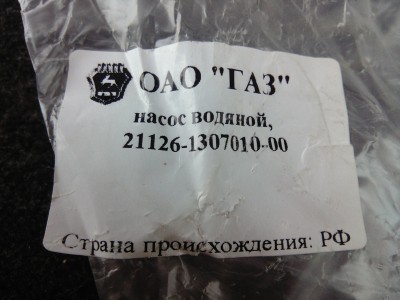 ОАО "ГАЗ"
насос водяной,
21126-1307010-00
Страна происхождения: РФ